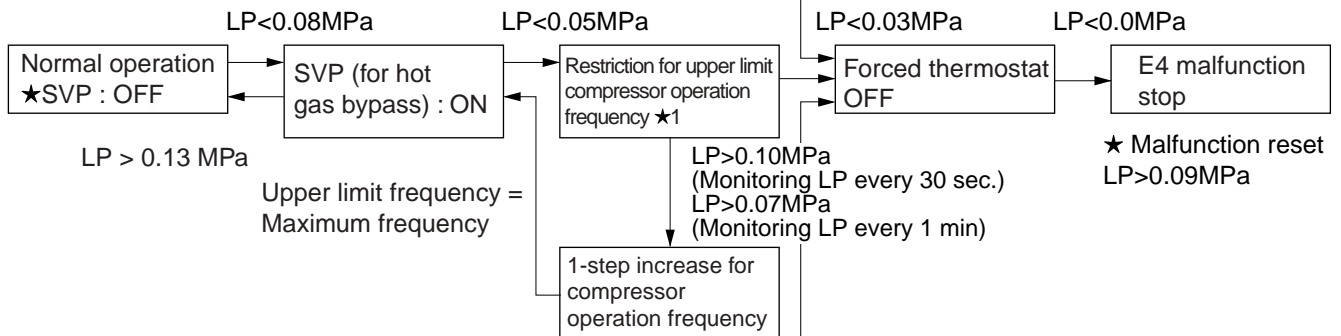 LP<0.08MPa
LP<0.05MPa
LP<0.03MPa
LP<0.0MPa
Normal operation
★SVP : OFF
SVP (for hot
gas bypass) : ON
Restriction for upper limit
compressor operation
frequency ★1
Forced thermostat
OFF
E4 malfunction
stop
LP > 0.13 MPa
Upper limit frequency =
Maximum frequency
LP>0.10MPa
(Monitoring LP every 30 sec.)
LP>0.07MPa
(Monitoring LP every 1 min)
★ Malfunction reset
LP>0.09MPa
1-step increase for
compressor
operation frequency